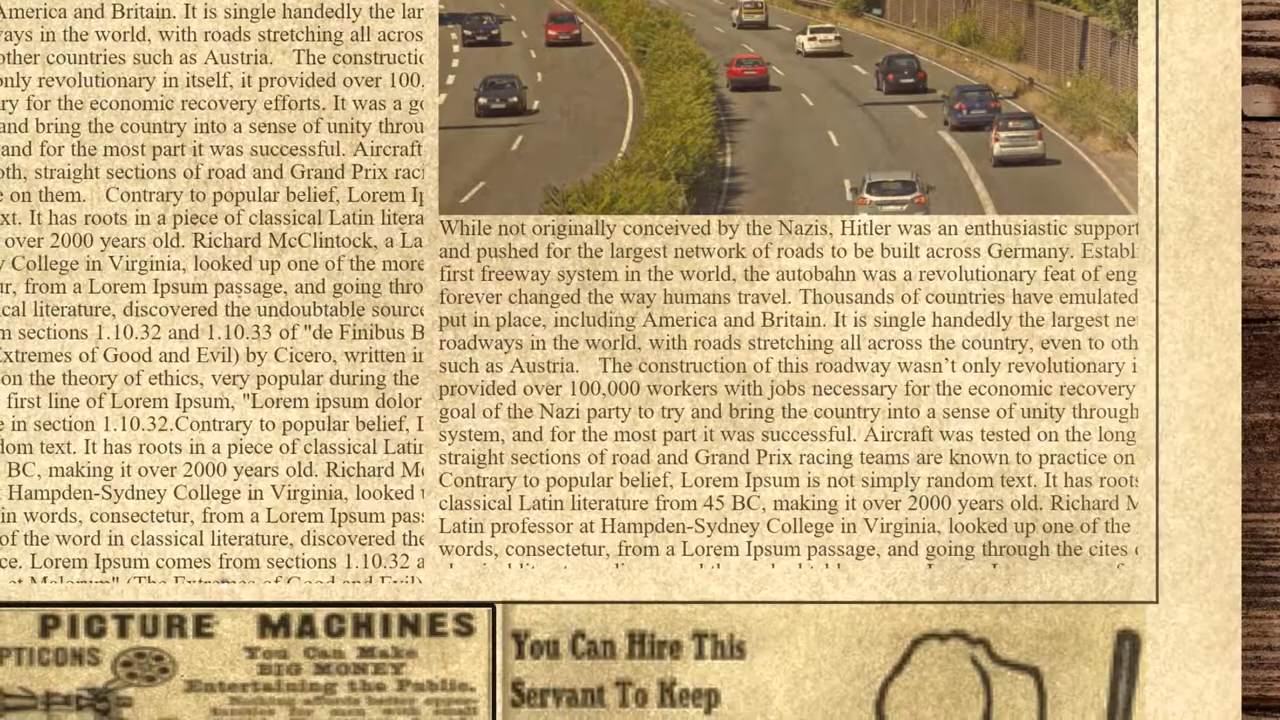 America and Britain. It is single handedly the lar
ways in the world, with roads stretching all acros
other countries such as Austria. The constructio
only revolutionary in itself, it provided over 100,
ry for the economic recovery efforts. It was a go
and bring the country into a sense of unity throu
and for the most part it was successful. Aircraft
oth, straight sections of road and Grand Prix raci
e on them. Contrary to popular belief, Lorem Ip
xt. It has roots in a piece of classical Latin litera
over 2000 years old. Richard McClintock, a La
y College in Virginia, looked up one of the more
ur, from a Lorem Ipsum passage, and going thro
ical literature, discovered the undoubtable source
m sections 1.10.32 and 1.10.33 of "de Finibus B
Extremes of Good and Evil) by Cicero, written in
on the theory of ethics, very popular during the
first line of Lorem Ipsum, "Lorem ipsum dolor
e in section 1.10.32.Contrary to popular belief, L
dom text. It has roots in a piece of classical Latin
BC, making it over 2000 years old. Richard Mc
Hampden-Sydney College in Virginia, looked u
in words, consectetur, from a Lorem Ipsum pass
of the word in classical literature, discovered the
ce. Lorem Ipsum comes from sections 1.10.32 a
et Malorum" (The Extremes of Good and Evil)
While not originally conceived by the Nazis, Hitler was an enthusiastic support
and pushed for the largest network of roads to be built across Germany. Establ
first freeway system in the world, the autobahn was a revolutionary feat of eng
forever changed the way humans travel. Thousands of countries have emulated
put in place, including America and Britain. It is single handedly the largest ne
roadways in the world, with roads stretching all across the country, even to oth
such as Austria. The construction of this roadway wasn’t only revolutionary i
provided over 100,000 workers with jobs necessary for the economic recovery
goal of the Nazi party to try and bring the country into a sense of unity through
system, and for the most part it was successful. Aircraft was tested on the long
straight sections of road and Grand Prix racing teams are known to practice on
Contrary to popular belief, Lorem Ipsum is not simply random text. It has roots
classical Latin literature from 45 BC, making it over 2000 years old. Richard M
Latin professor at Hampden-Sydney College in Virginia, looked up one of the
words, consectetur, from a Lorem Ipsum passage, and going through the cites o
PICTURE MACHINES
PTICONS
You Can Make
BIG MONEY
Entertaining the Public.
You Can Hire This
Servant To Keep